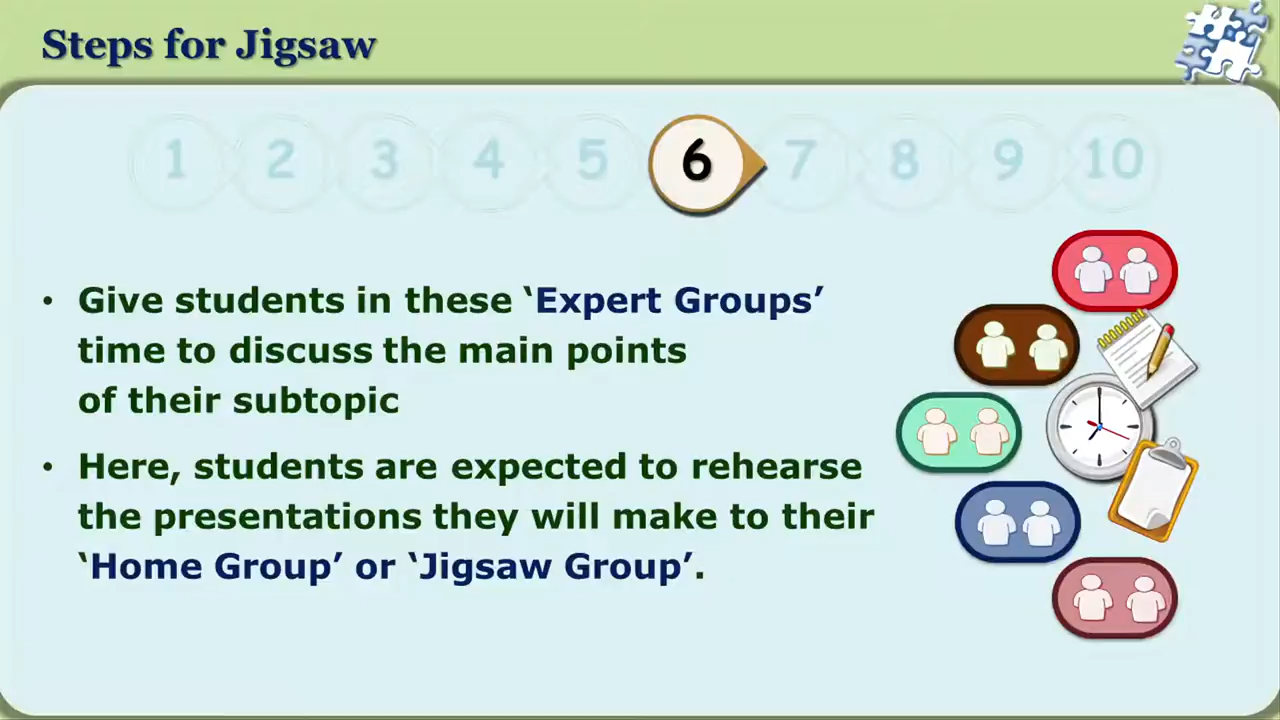 Steps for Jigsaw
1 2 3 4 5 6 7 8 9 10
• Give students in these ‘Expert Groups’
time to discuss the main points
of their subtopic
• Here, students are expected to rehearse
the presentations they will make to their
‘Home Group’ or ‘Jigsaw Group’.